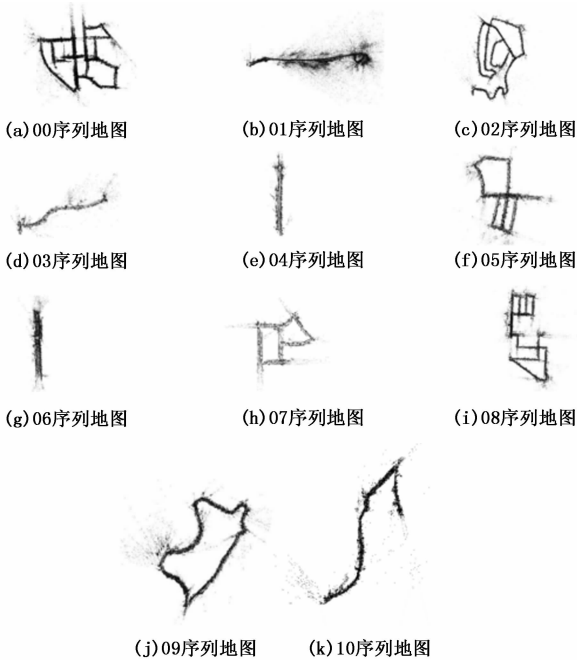 (a)00序列地图
(b)01序列地图
(c)02序列地图
(d)03序列地图
(e)04序列地图
(f)05序列地图
(g)06序列地图
(h)07序列地图
(i)08序列地图
(j)09序列地图
(k)10序列地图